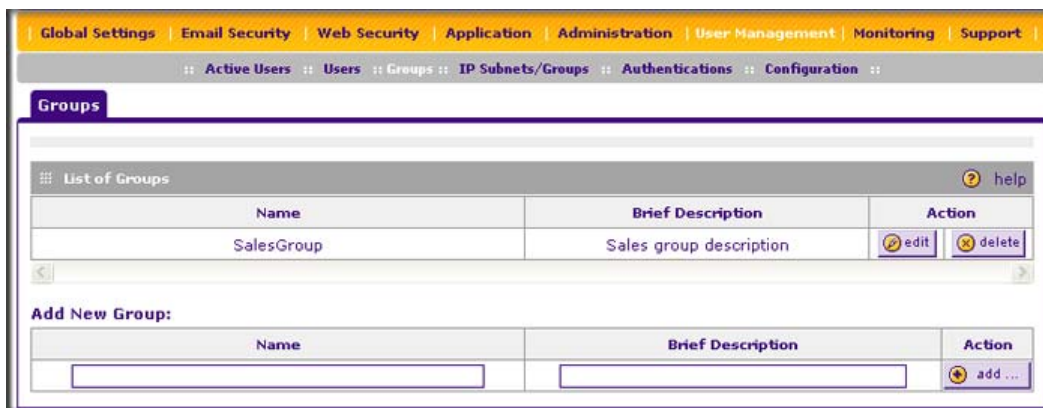 | Global Settings | Email Security | Web Security | Application | Administration | User Management | Monitoring | Support |
:: Active Users :: Users :: Groups :: IP Subnets/Groups :: Authentications :: Configuration ::
Groups
List of Groups ? help
Name Brief Description Action
SalesGroup Sales group description edit delete
Add New Group:
Name Brief Description Action
add ...